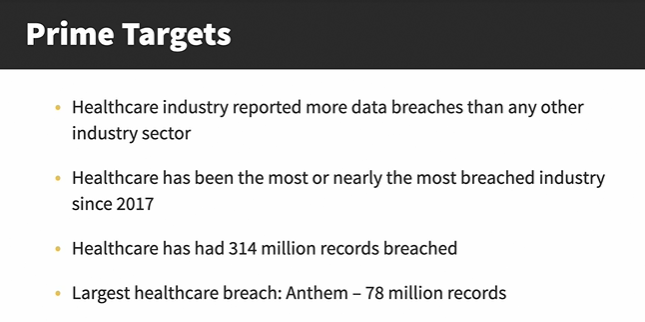 Prime Targets
• Healthcare industry reported more data breaches than any other
industry sector
• Healthcare has been the most or nearly the most breached industry
since 2017
• Healthcare has had 314 million records breached
• Largest healthcare breach: Anthem – 78 million records